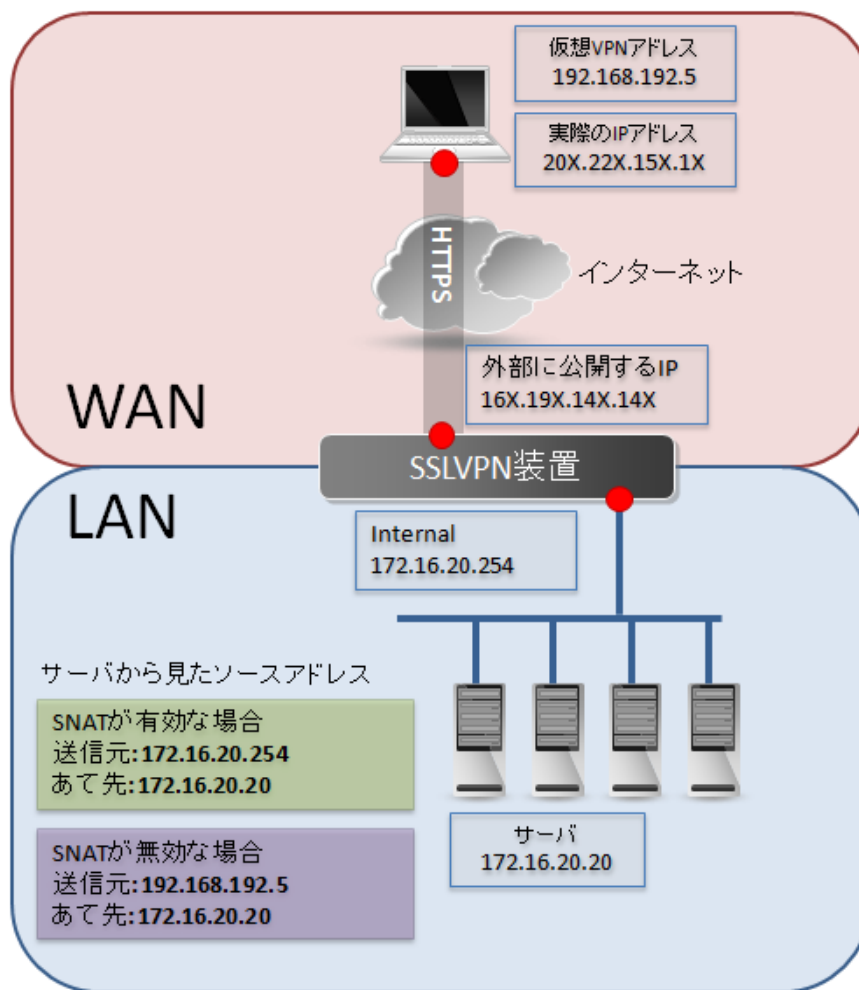 仮想VPNアドレス
192.168.192.5
実際のIPアドレス
20X.22X.15X.1X
HTTPS
インターネット
外部に公開するIP
16X.19X.14X.14X
WAN
SSLVPN装置
LAN
Internal
172.16.20.254
サーバから見たソースアドレス
SNATが有効な場合
送信元:172.16.20.254
あて先:172.16.20.20
サーバ
172.16.20.20
SNATが無効な場合
送信元:192.168.192.5
あて先:172.16.20.20